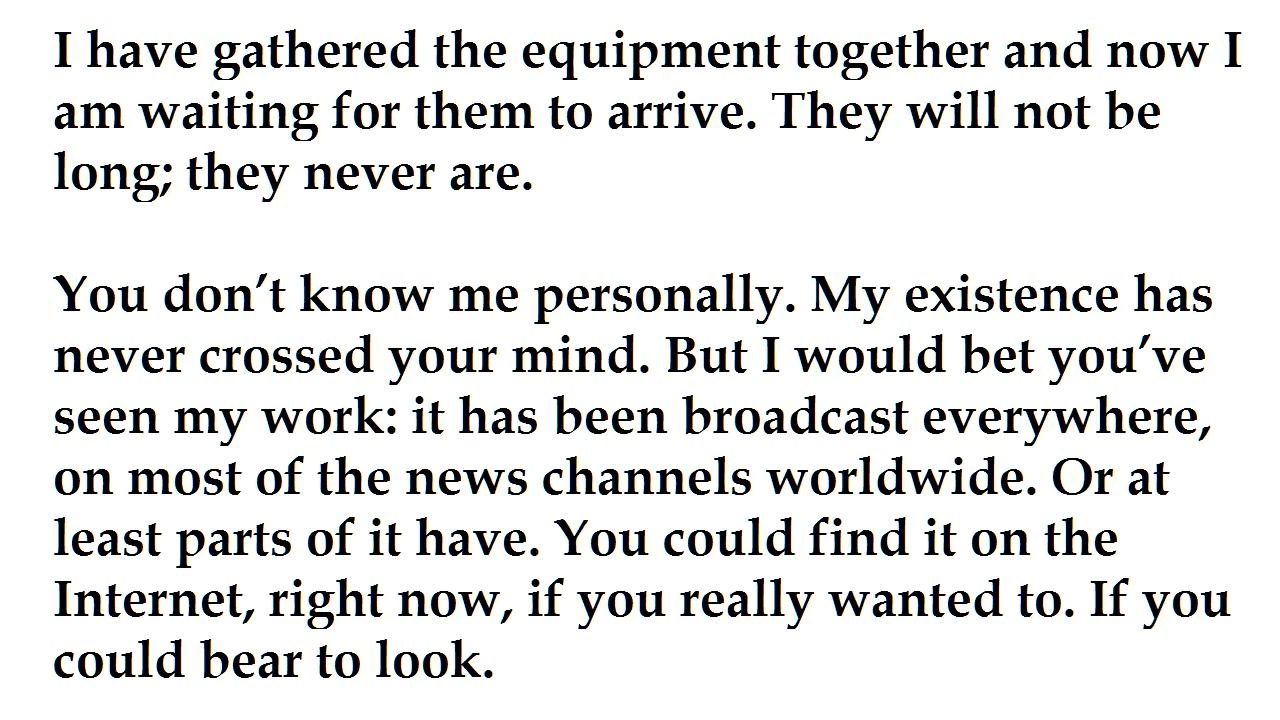 I have gathered the equipment together and now I
am waiting for them to arrive. They will not be
long; they never are.
You don’t know me personally. My existence has
never crossed your mind. But I would bet you’ve
seen my work: it has been broadcast everywhere,
on most of the news channels worldwide. Or at
least parts of it have. You could find it on the
Internet, right now, if you really wanted to. If you
could bear to look.